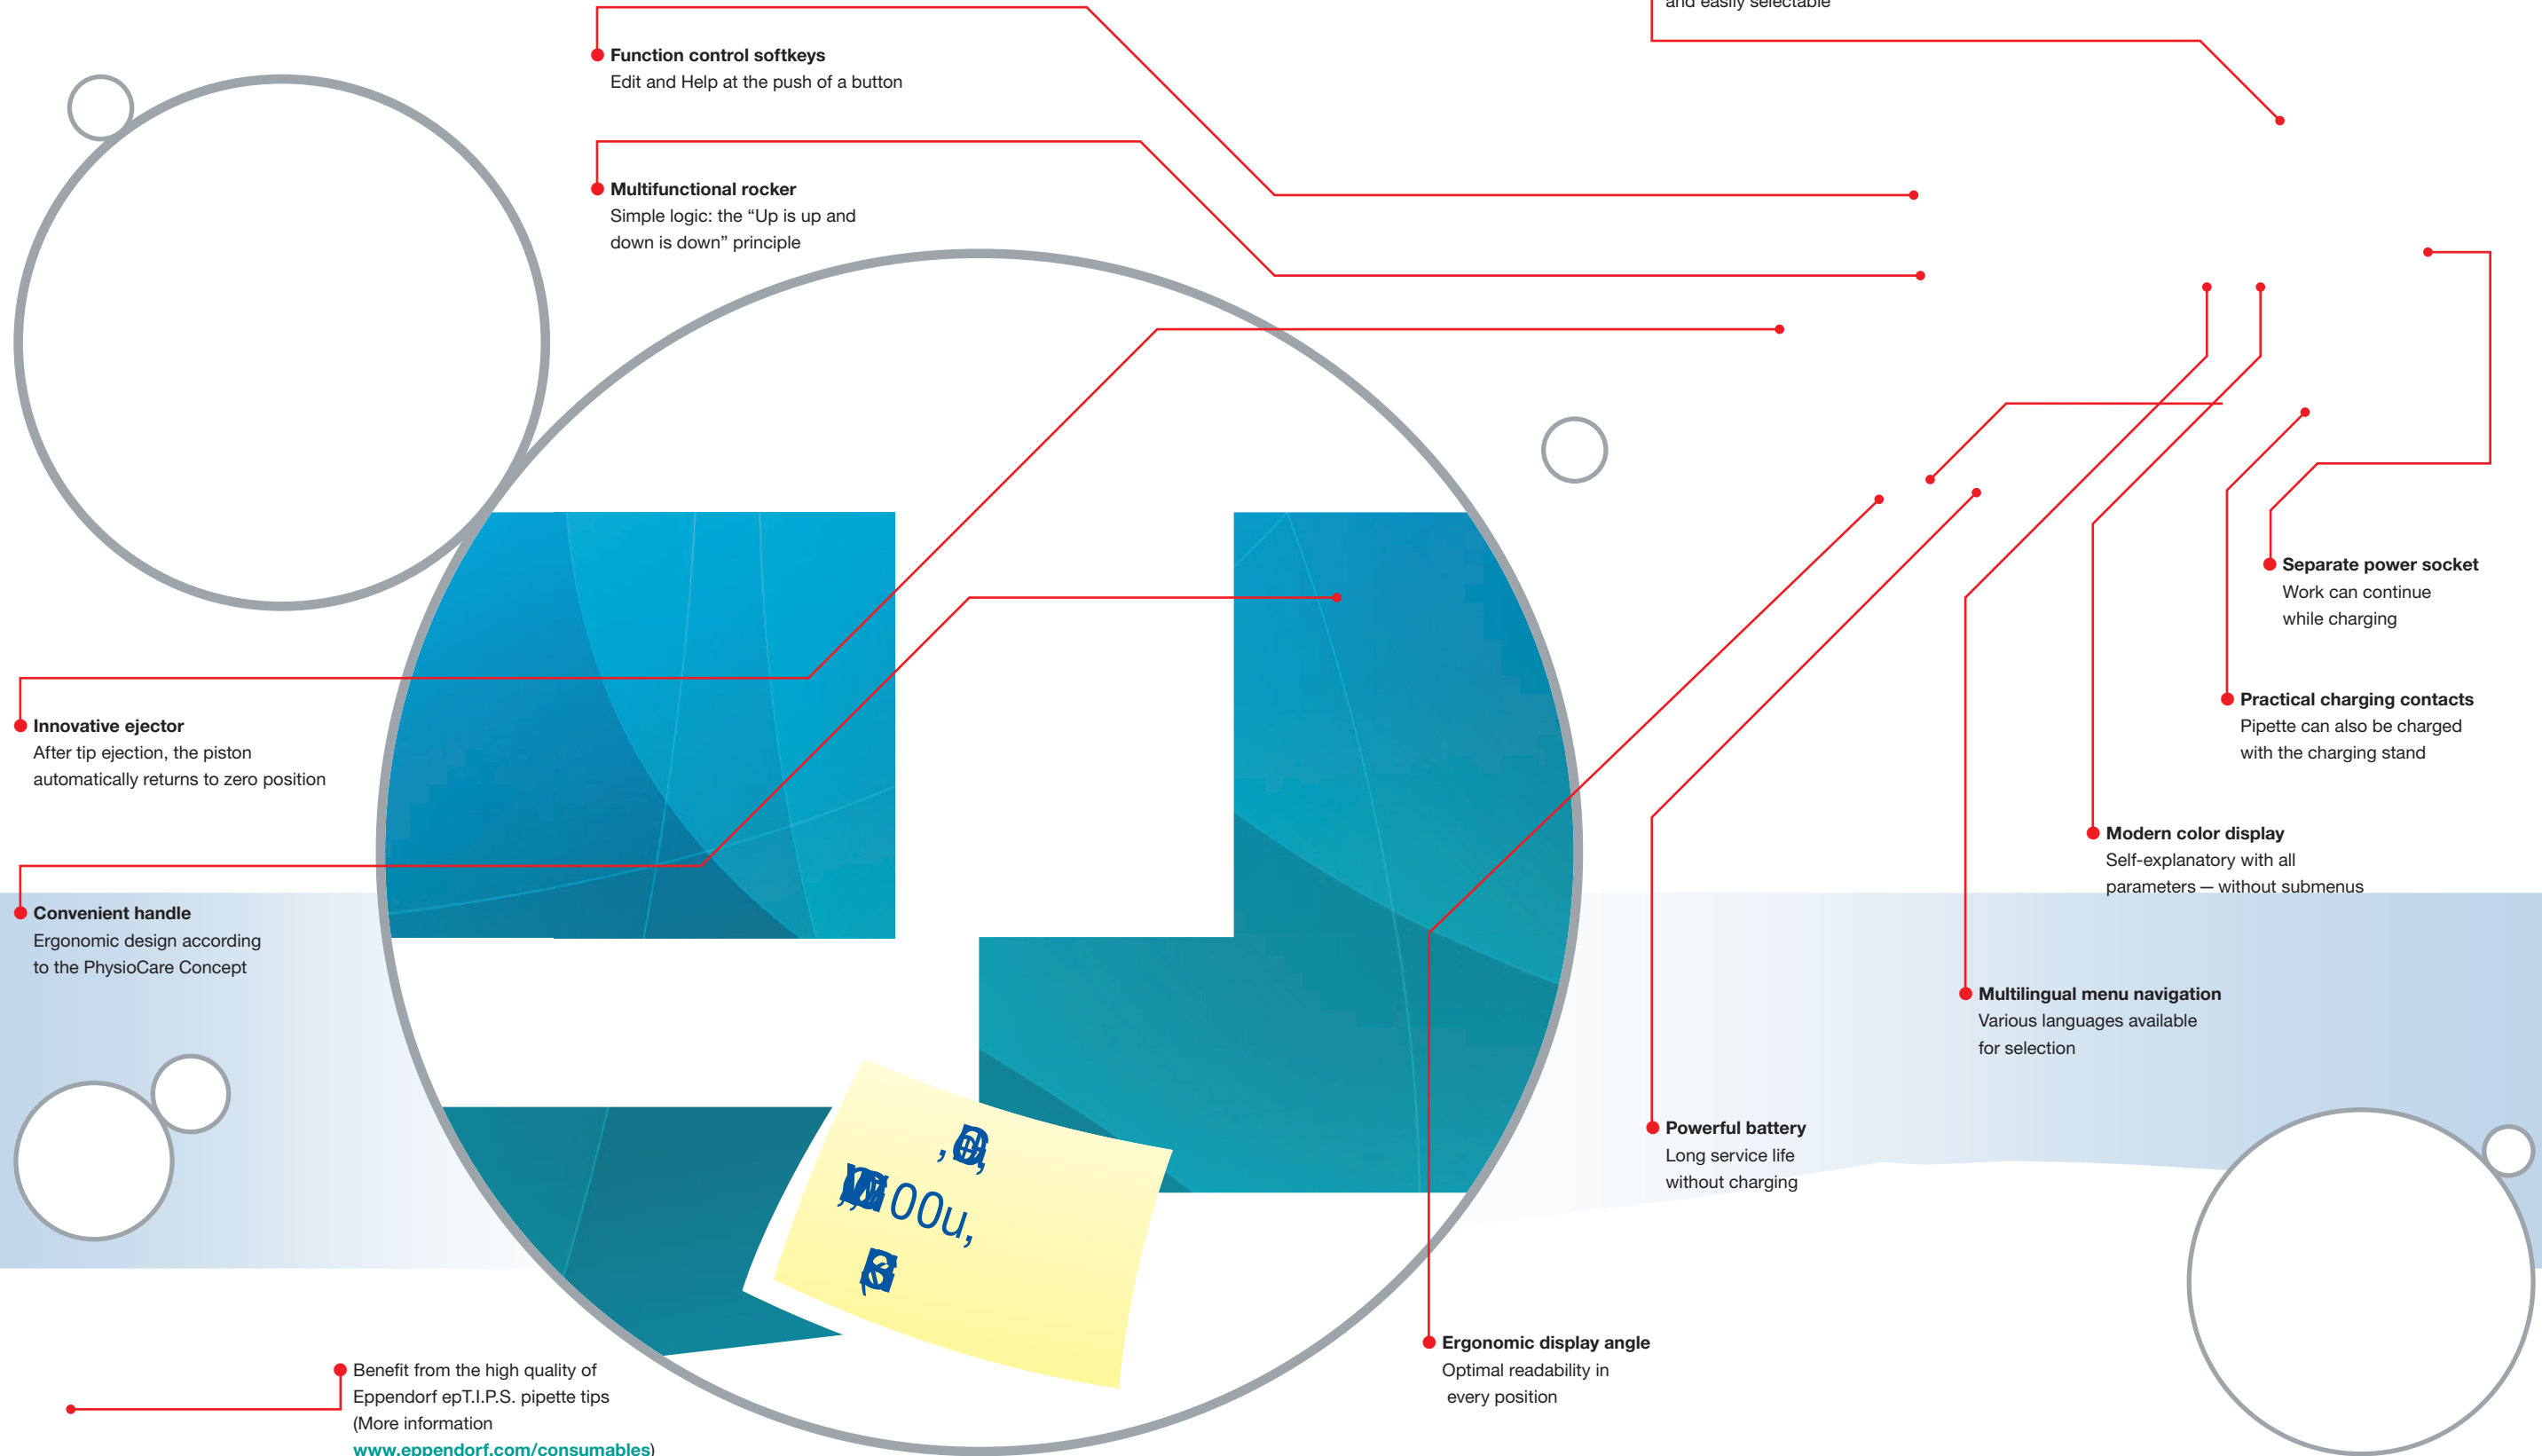 and easily selectable
Function control softkeys
Edit and Help at the push of a button
Multifunctional rocker
Simple logic: the “Up is up and
down is down” principle
Separate power socket
Work can continue
while charging
Innovative ejector
After tip ejection, the piston
automatically returns to zero position
Practical charging contacts
Pipette can also be charged
with the charging stand
Modern color display
Self-explanatory with all
parameters — without submenus
Convenient handle
Ergonomic design according
to the PhysioCare Concept
Multilingual menu navigation
Various languages available
for selection
Powerful battery
Long service life
without charging
Ergonomic display angle
Optimal readability in
every position
Benefit from the high quality of
Eppendorf epT.I.P.S. pipette tips
(More information
www.eppendorf.com/consumables)